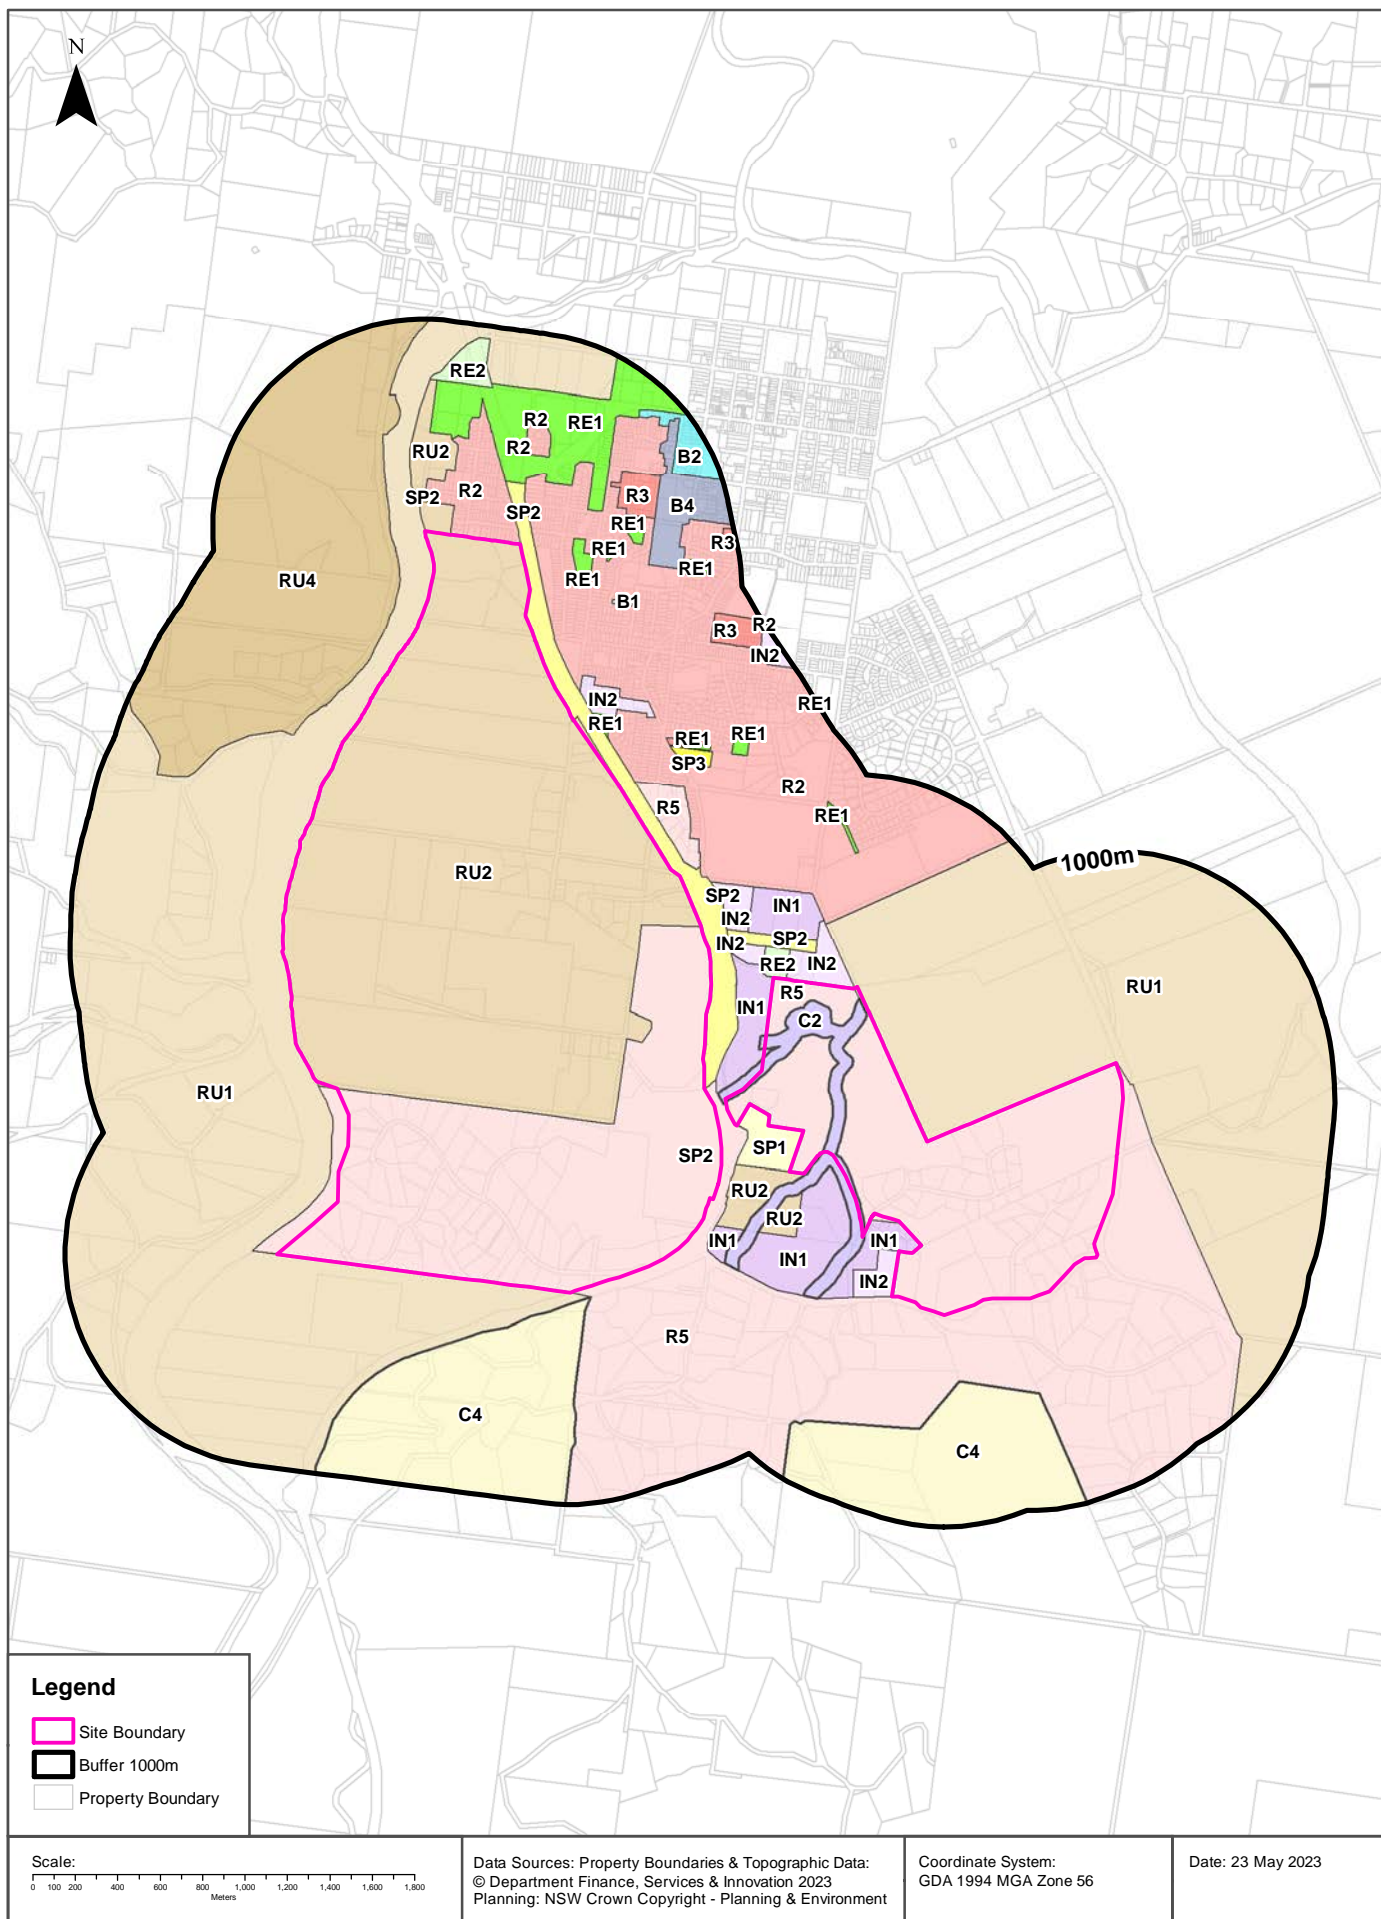 N
RE2
R2
RE1
R2
RU2
B2
R2
SP2
R3
SP2
B4
RE1
R3
RE1
RE1
RE1
RU4
B1
R2
R3
IN2
IN2
RE1
RE1
RE1
RE1
SP3
R2
R5
RE1
1000m
RU2
SP2
IN1
IN2
SP2
IN2
RE2
IN2
RU1
R5
IN1
C2
RU1
SP1
SP2
RU2
RU2
IN1
IN1
IN1
IN2
R5
C4
C4
Legend
Site Boundary
Buffer 1000m
Property Boundary
Scale:
0 100 200 400 600 800 1,000 1,200 1,400 1,600 1,800
Meters
Data Sources: Property Boundaries & Topographic Data:
© Department Finance, Services & Innovation 2023
Planning: NSW Crown Copyright - Planning & Environment
Coordinate System:
GDA 1994 MGA Zone 56
Date: 23 May 2023